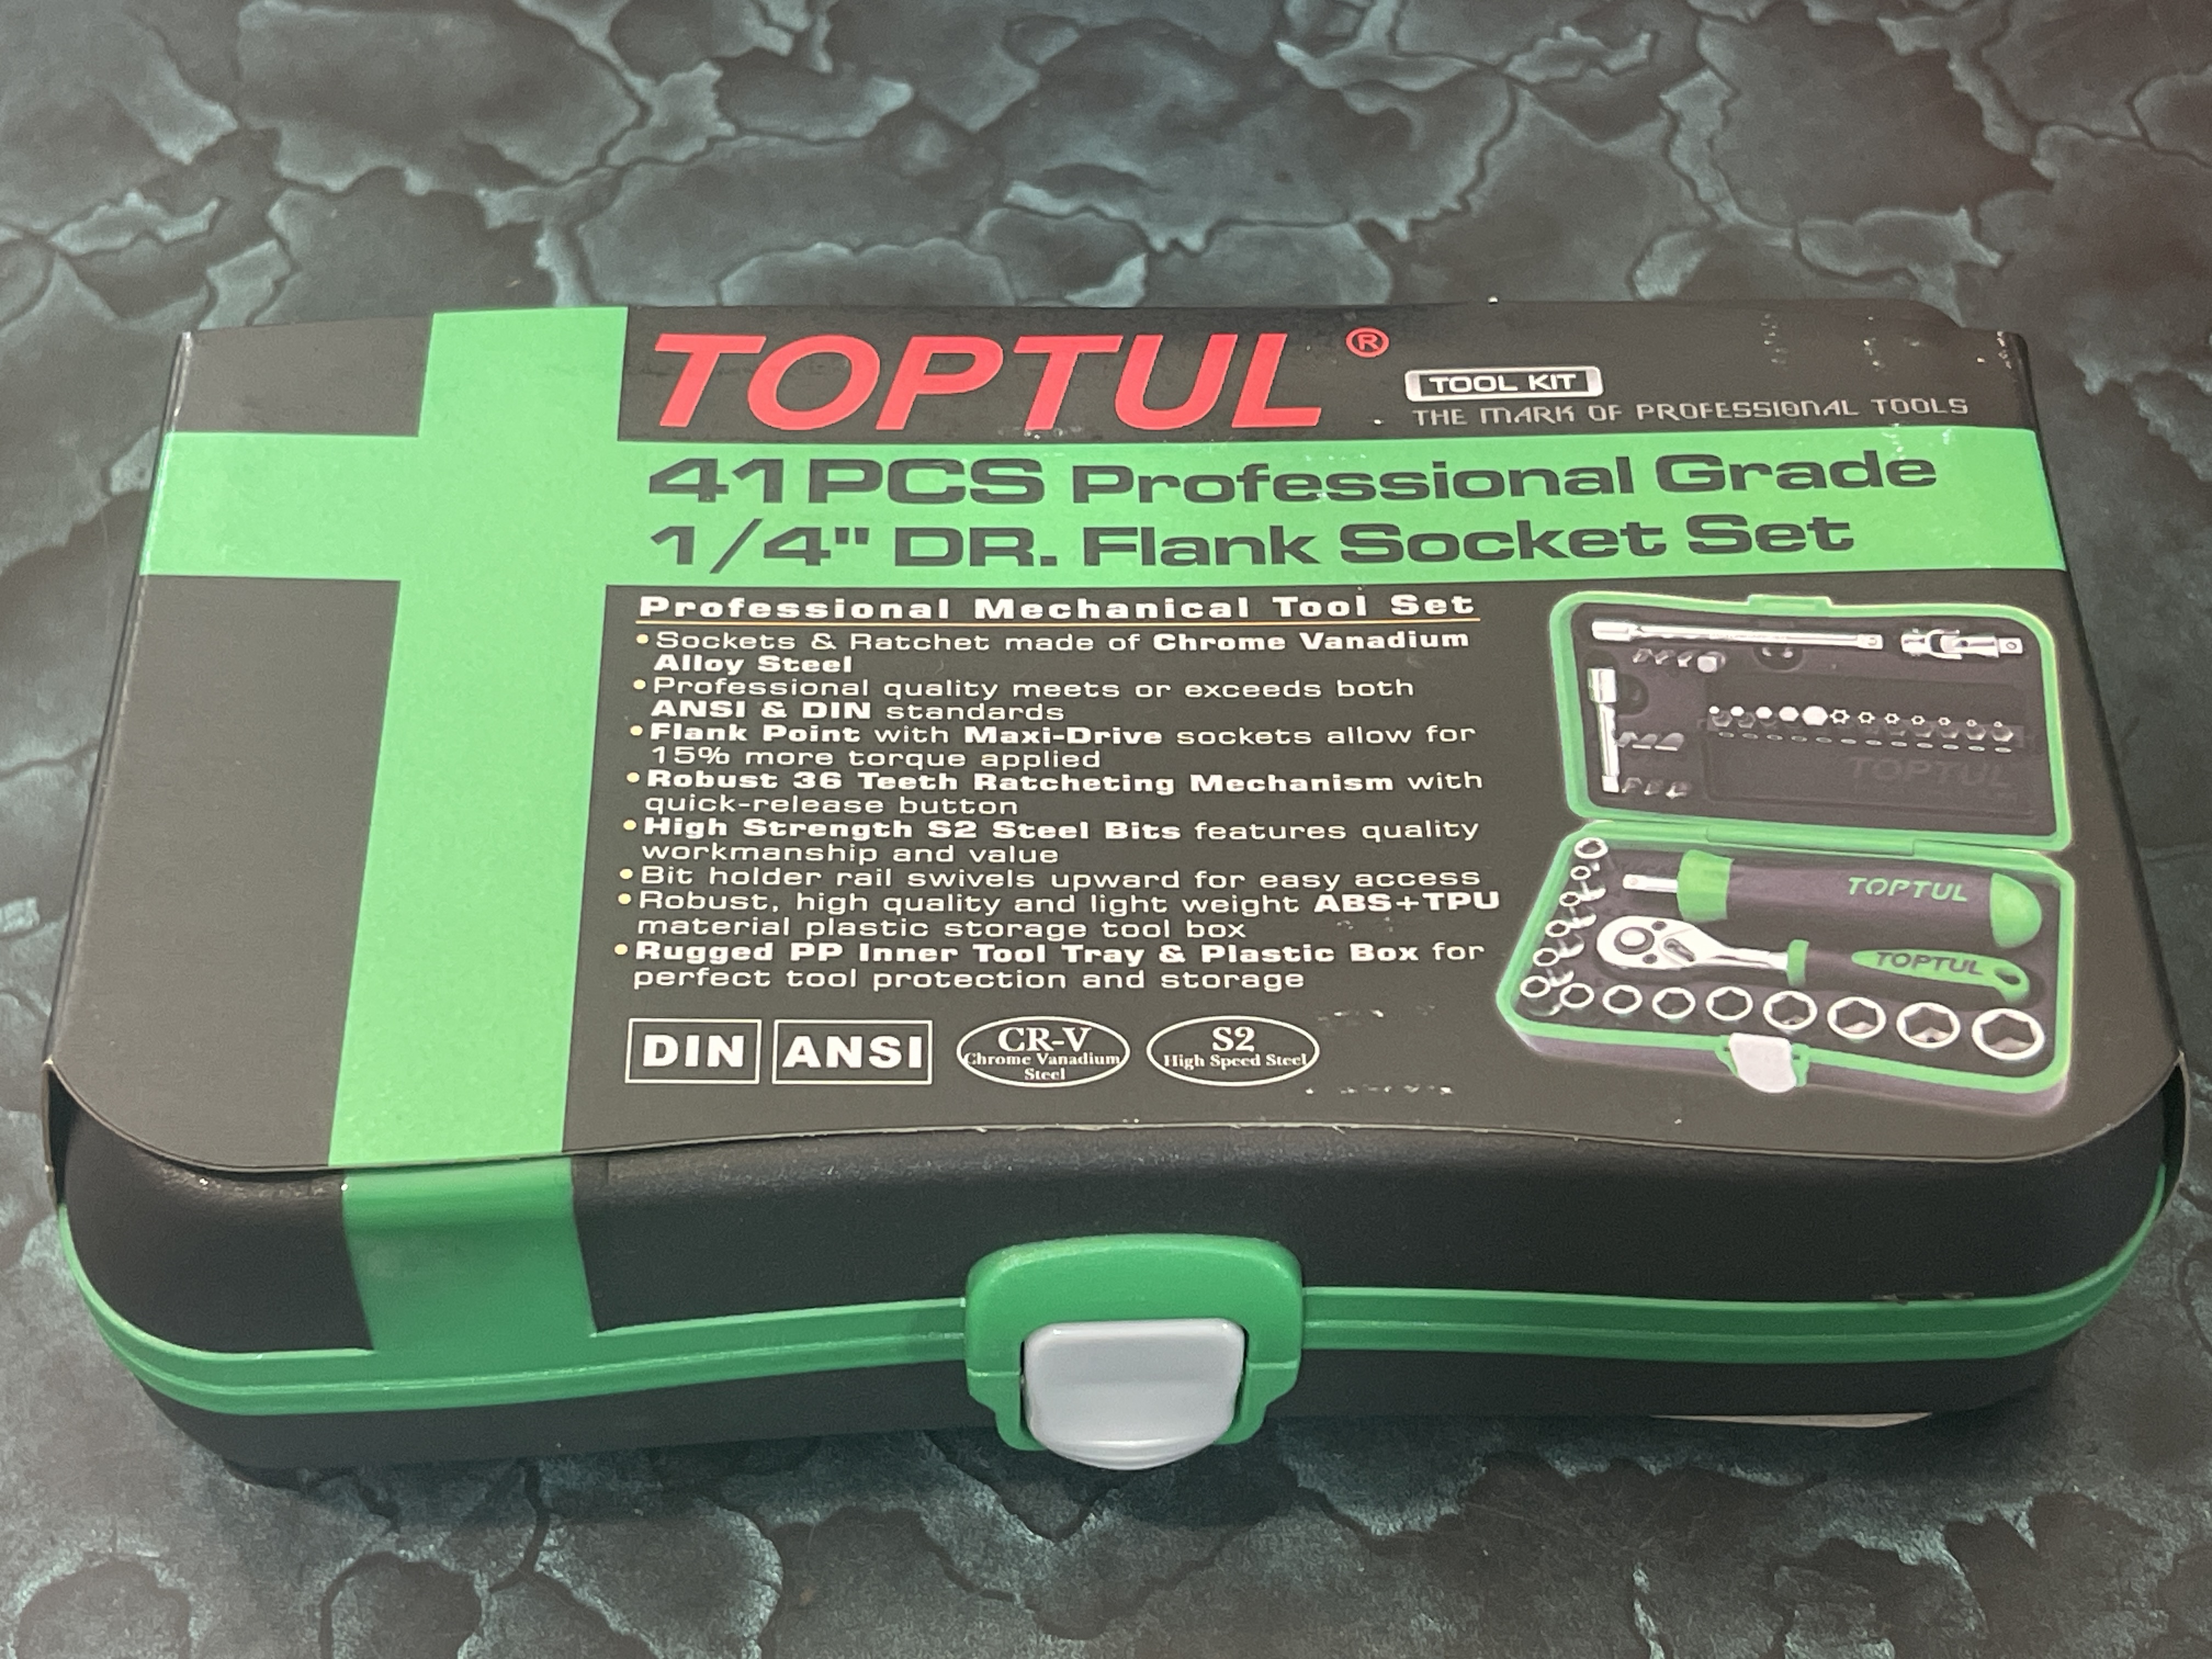 TOPTUL®
TOOL KIT
THE MARK OF PROFESSIONAL TOOLS
41PCS Professional Grade
1/4" DR. Flank Socket Set
Professional Mechanical Tool Set
•Sockets & Ratchet made of Chrome Vanadium
Alloy Steel
•Professional quality meets or exceeds both
ANSI & DIN standards
•Flank Point with Maxi-Drive sockets allow for
15% more torque applied
•Robust 36 Teeth Ratcheting Mechanism with
quick-release button
•High Strength S2 Steel Bits features quality
workmanship and value
•Bit holder rail swivels upward for easy access
•Robust, high quality and light weight ABS+TPU
material plastic storage tool box
•Rugged PP Inner Tool Tray & Plastic Box for
perfect tool protection and storage
DIN ANSI
CR-V
Chrome Vanadium
Steel
S2
High Speed Steel
TOPTUL
TOPTUL
TOPTUL